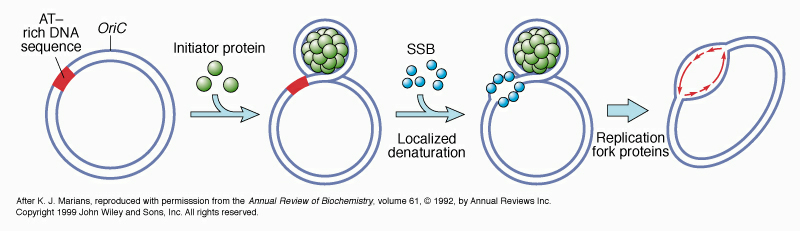 AT–
rich DNA
sequence
OriC
Initiator protein
SSB
Localized
denaturation
Replication
fork proteins
After K. J. Marians, reproduced with permisssion from the Annual Review of Biochemistry, volume 61, © 1992, by Annual Reviews Inc.
Copyright 1999 John Wiley and Sons, Inc. All rights reserved.